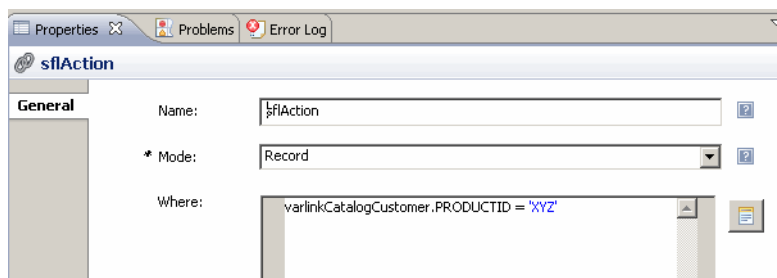 Properties Problems Error Log
sflAction
General
Name: sflAction
* Mode: Record
Where: varlinkCatalogCustomer.PRODUCTID = 'XYZ'